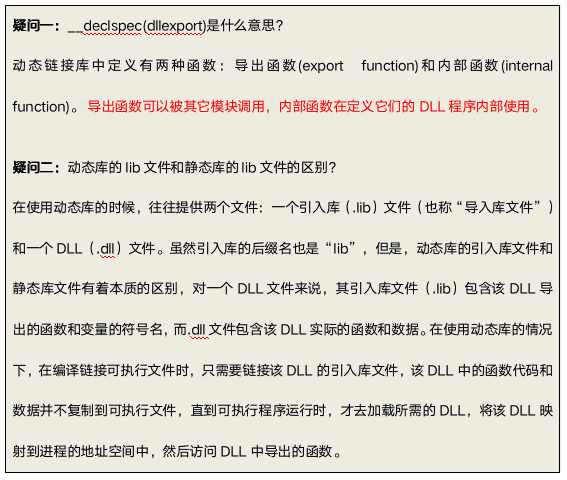 疑问一：__declspec(dllexport)是什么意思？
动态链接库中定义有两种函数：导出函数(export function)和内部函数(internal
function)。导出函数可以被其它模块调用，内部函数在定义它们的 DLL 程序内部使用。
疑问二：动态库的 lib 文件和静态库的 lib 文件的区别？
在使用动态库的时候，往往提供两个文件：一个引入库（.lib）文件（也称“导入库文件”）
和一个 DLL（.dll）文件。虽然引入库的后缀名也是“lib”，但是，动态库的引入库文件和
静态库文件有着本质的区别，对一个 DLL 文件来说，其引入库文件（.lib）包含该 DLL 导
出的函数和变量的符号名，而.dll 文件包含该 DLL 实际的函数和数据。在使用动态库的情况
下，在编译链接可执行文件时，只需要链接该 DLL 的引入库文件，该 DLL 中的函数代码和
数据并不复制到可执行文件，直到可执行程序运行时，才去加载所需的 DLL，将该 DLL 映
射到进程的地址空间中，然后访问 DLL 中导出的函数。